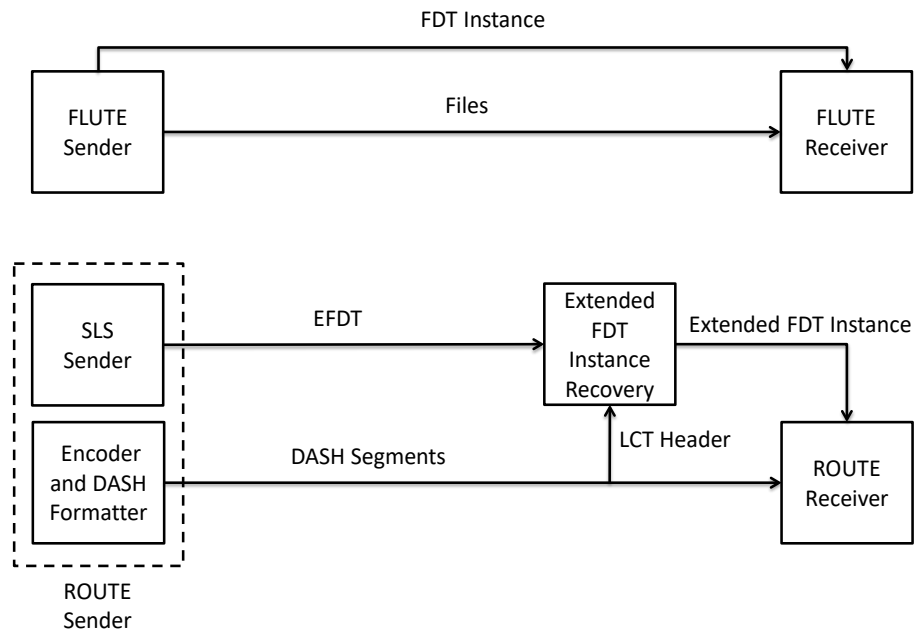 FDT Instance
FLUTE
Sender
Files
FLUTE
Receiver
SLS
Sender
EFDT
Extended
FDT
Instance
Recovery
Extended FDT Instance
Encoder
and DASH
Formatter
DASH Segments
LCT Header
ROUTE
Receiver
ROUTE
Sender